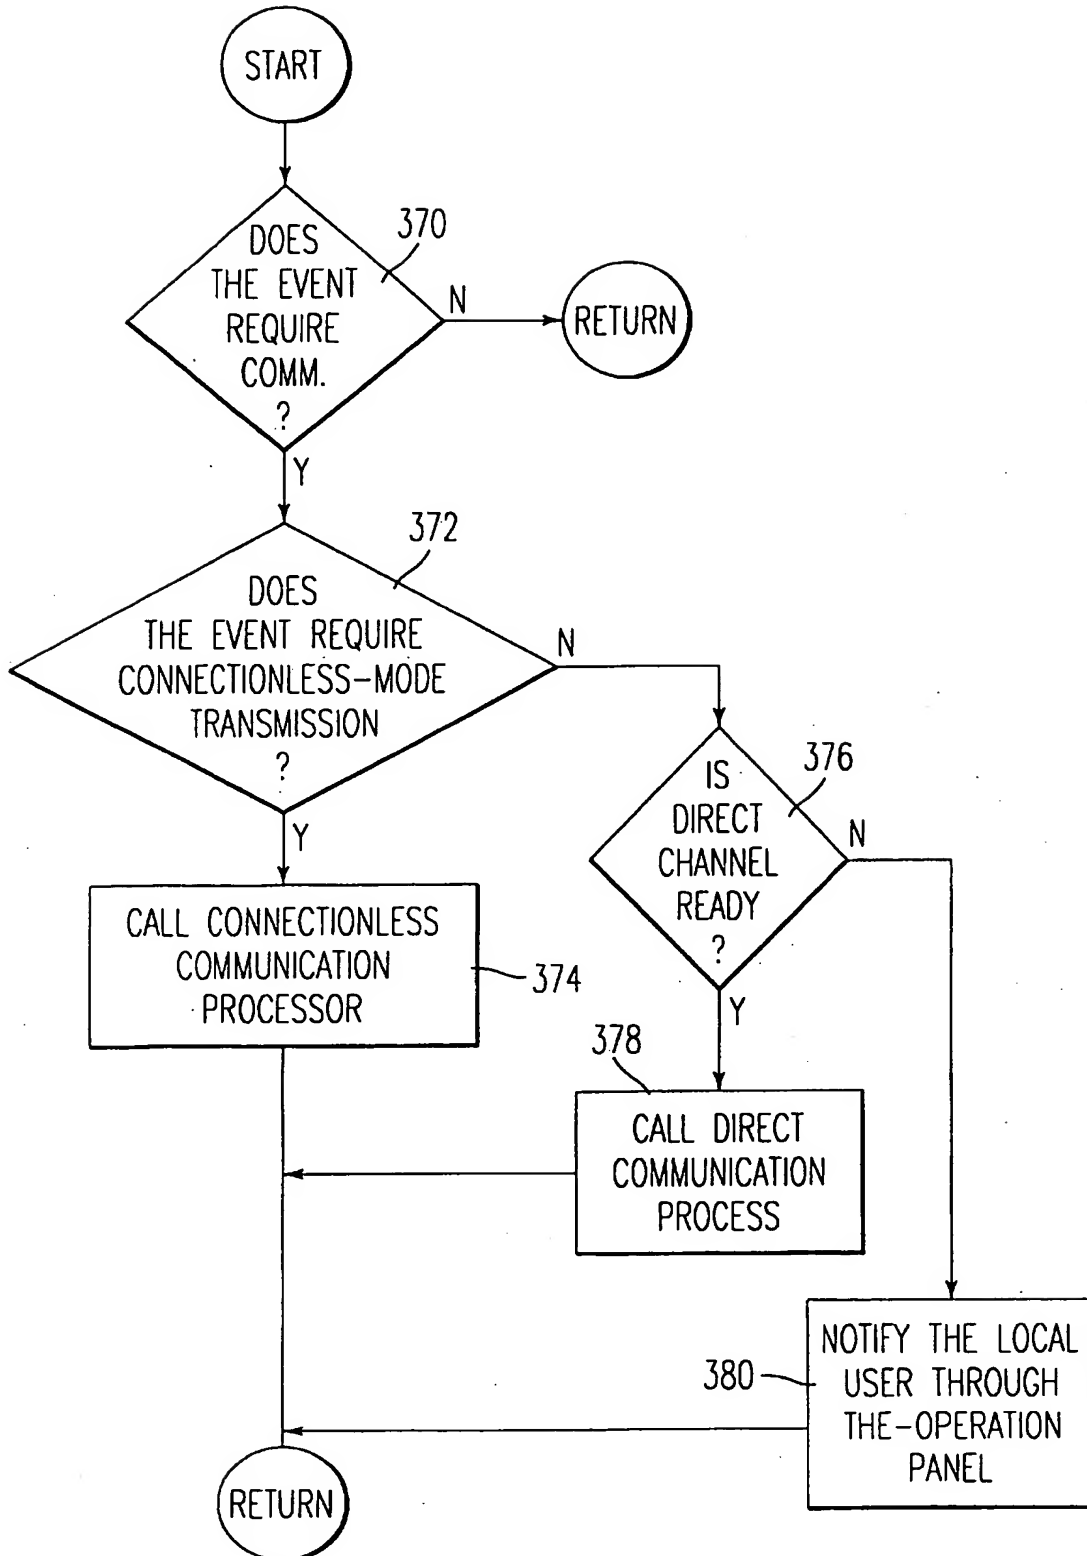 START
370
DOES
THE EVENT
REQUIRE
COMM.
?
N
RETURN
Y
372
DOES
THE EVENT REQUIRE
CONNECTIONLESS-MODE
TRANSMISSION
?
N
Y
376
IS
DIRECT
CHANNEL
READY
?
N
Y
CALL CONNECTIONLESS
COMMUNICATION
PROCESSOR
374
378
CALL DIRECT
COMMUNICATION
PROCESS
380
NOTIFY THE LOCAL
USER THROUGH
THE-OPERATION
PANEL
RETURN